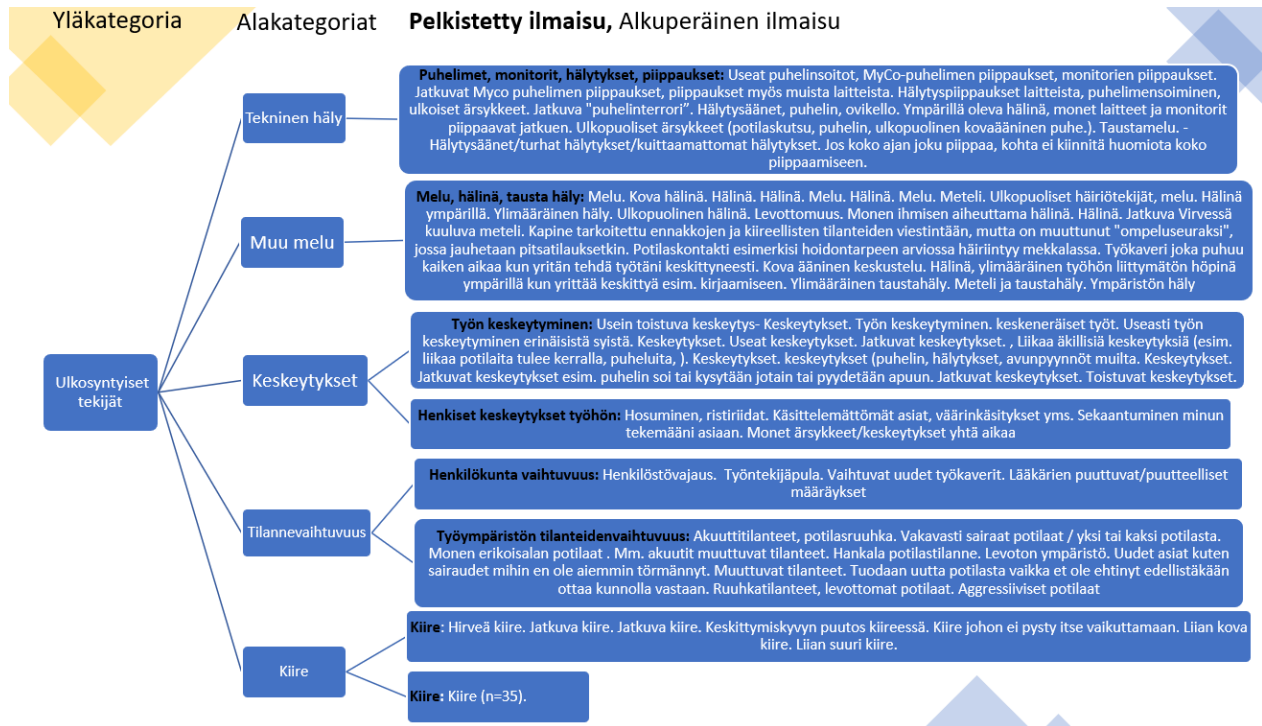 Yläkategoria
Alakategoriat
Pelkistetty ilmaisu, Alkuperäinen ilmaisu
Ulkosyntyiset
tekijät
Tekninen häly
Puhelimet, monitorit, hälytykset, piippaukset: Useat puhelinsoitot, MyCo-puhelimen piippaukset, monitorien piippaukset.
Jatkuvat Myco puhelimen piippaukset, piippaukset myös muista laitteista. Hälytyspiippaukset laitteista, puhelimensoiminen,
ulkoiset ärsykkeet. Jatkuva "puhelinterrori”. Hälytysäänet, puhelin, ovikello. Ympärillä oleva hälinä, monet laitteet ja monitorit
piippaavat jatkuen. Ulkopuoliset ärsykkeet (potilaskutsu, puhelin, ulkopuolinen kovaääninen puhe.). Taustamelu. -
Hälytysäänet/turhat hälytykset/kuittaamattomat hälytykset. Jos koko ajan joku piippaa, kohta ei kiinnitä huomiota koko
piippaamiseen.
Muu melu
Melu, hälinä, tausta häly: Melu. Kova hälinä. Hälinä. Hälinä. Melu. Hälinä. Melu. Meteli. Ulkopuoliset häiriötekijät, melu. Hälinä
ympärillä. Ylimääräinen häly. Ulkopuolinen hälinä. Levottomuus. Monen ihmisen aiheuttama hälinä. Hälinä. Jatkuva Virvessä
kuuluva meteli. Kapine tarkoitettu ennakkojen ja kiireellisten tilanteiden viestintään, mutta on muuttunut "ompeluseuraksi",
jossa jauhetaan pitsatilauksetkin. Potilaskontakti esimerkisi hoidontarpeen arviossa häiriintyy mekkalassa. Työkaveri joka puhuu
kaiken aikaa kun yritän tehdä työtäni keskittyneesti. Kova ääninen keskustelu. Hälinä, ylimääräinen työhön liittymätön höpinä
ympärillä kun yrittää keskittyä esim. kirjaamiseen. Ylimääräinen taustahäly. Meteli ja taustahäly. Ympäristön häly
Keskeytykset
Työn keskeytyminen: Usein toistuva keskeytys- Keskeytykset. Työn keskeytyminen. keskeneräiset työt. Useasti työn
keskeytyminen erinäisistä syistä. Keskeytykset. Useat keskeytykset. Jatkuvat keskeytykset. , Liikaa äkillisiä keskeytyksiä (esim.
liikaa potilaita tulee kerralla, puheluita, ). Keskeytykset. keskeytykset (puhelin, hälytykset, avunpyynnöt muilta. Keskeytykset.
Jatkuvat keskeytykset esim. puhelin soi tai kysytään jotain tai pyydetään apuun. Jatkuvat keskeytykset. Toistuvat keskeytykset.
Henkiset keskeytykset työhön: Hosuminen, ristiriidat. Käsittelemättömät asiat, väärinkäsitykset yms. Sekaantuminen minun
tekemääni asiaan. Monet ärsykkeet/keskeytykset yhtä aikaa
Tilannevaihtuvuus
Henkilökunta vaihtuvuus: Henkilöstövajaus.  Työntekijäpula. Vaihtuvat uudet työkaverit. Lääkärien puuttuvat/puutteelliset
määräykset
Työympäristön tilanteidenvaihtuvuus: Akuuttitilanteet, potilasruuhka. Vakavasti sairaat potilaat / yksi tai kaksi potilasta.
Monen erikoisalan potilaat . Mm. akuutit muuttuvat tilanteet. Hankala potilastilanne. Levoton ympäristö. Uudet asiat kuten
sairaudet mihin en ole aiemmin törmännyt. Muuttuvat tilanteet. Tuodaan uutta potilasta vaikka et ole ehtinyt edellistäkään
ottaa kunnolla vastaan. Ruuhkatilanteet, levottomat potilaat. Aggressiiviset potilaat
Kiire
Kiire: Hirveä kiire. Jatkuva kiire. Jatkuva kiire. Keskittymiskyvyn puutos kiireessä. Kiire johon ei pysty itse vaikuttamaan. Liian kova
kiire. Liian suuri kiire.
Kiire: Kiire (n=35).